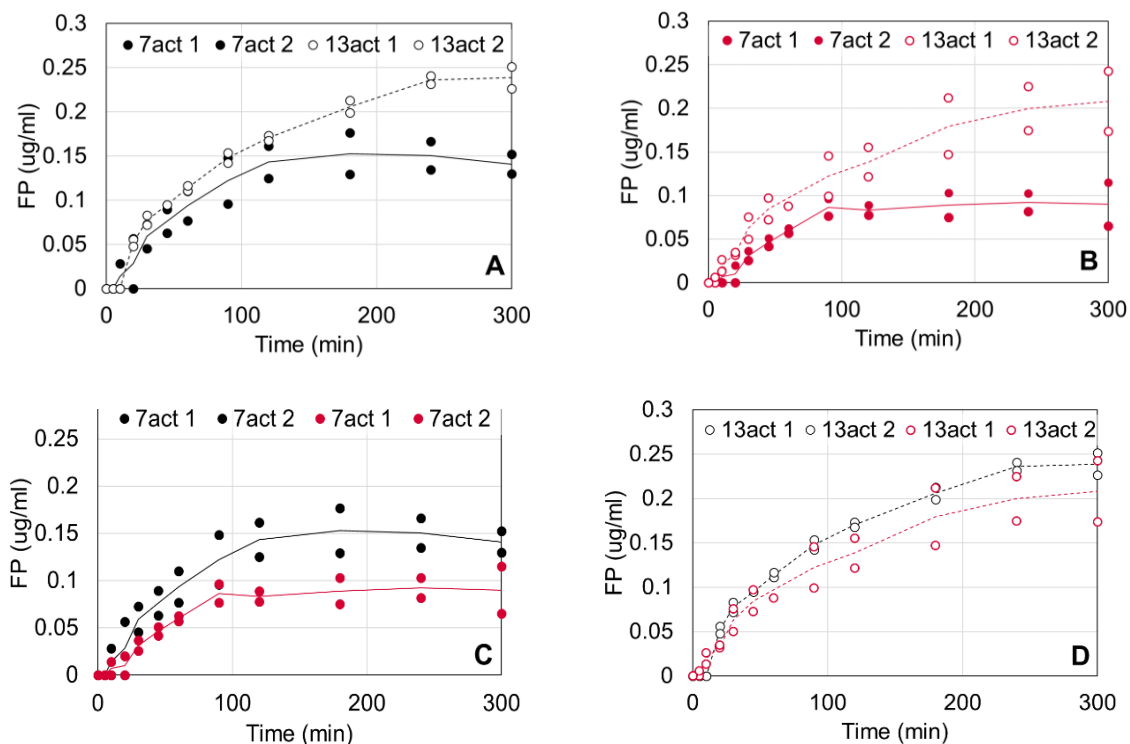 0.3
7act 1 7act 2 13act 1 13act 2
0.25
0.2
0.15
0.1
0.05
0
FP (ug/ml)
A
0 100 200 300
Time (min)
0.3
7act 1 7act 2 13act 1 13act 2
0.25
0.2
0.15
0.1
0.05
0
FP (ug/ml)
B
0 100 200 300
Time (min)
7act 1 7act 2 7act 1 7act 2
0.25
0.2
0.15
0.1
0.05
0
FP (ug/ml)
C
0 100 200 300
Time (min)
0.3
13act 1 13act 2 13act 1 13act 2
0.25
0.2
0.15
0.1
0.05
0
FP (ug/ml)
D
0 100 200 300
Time (min)